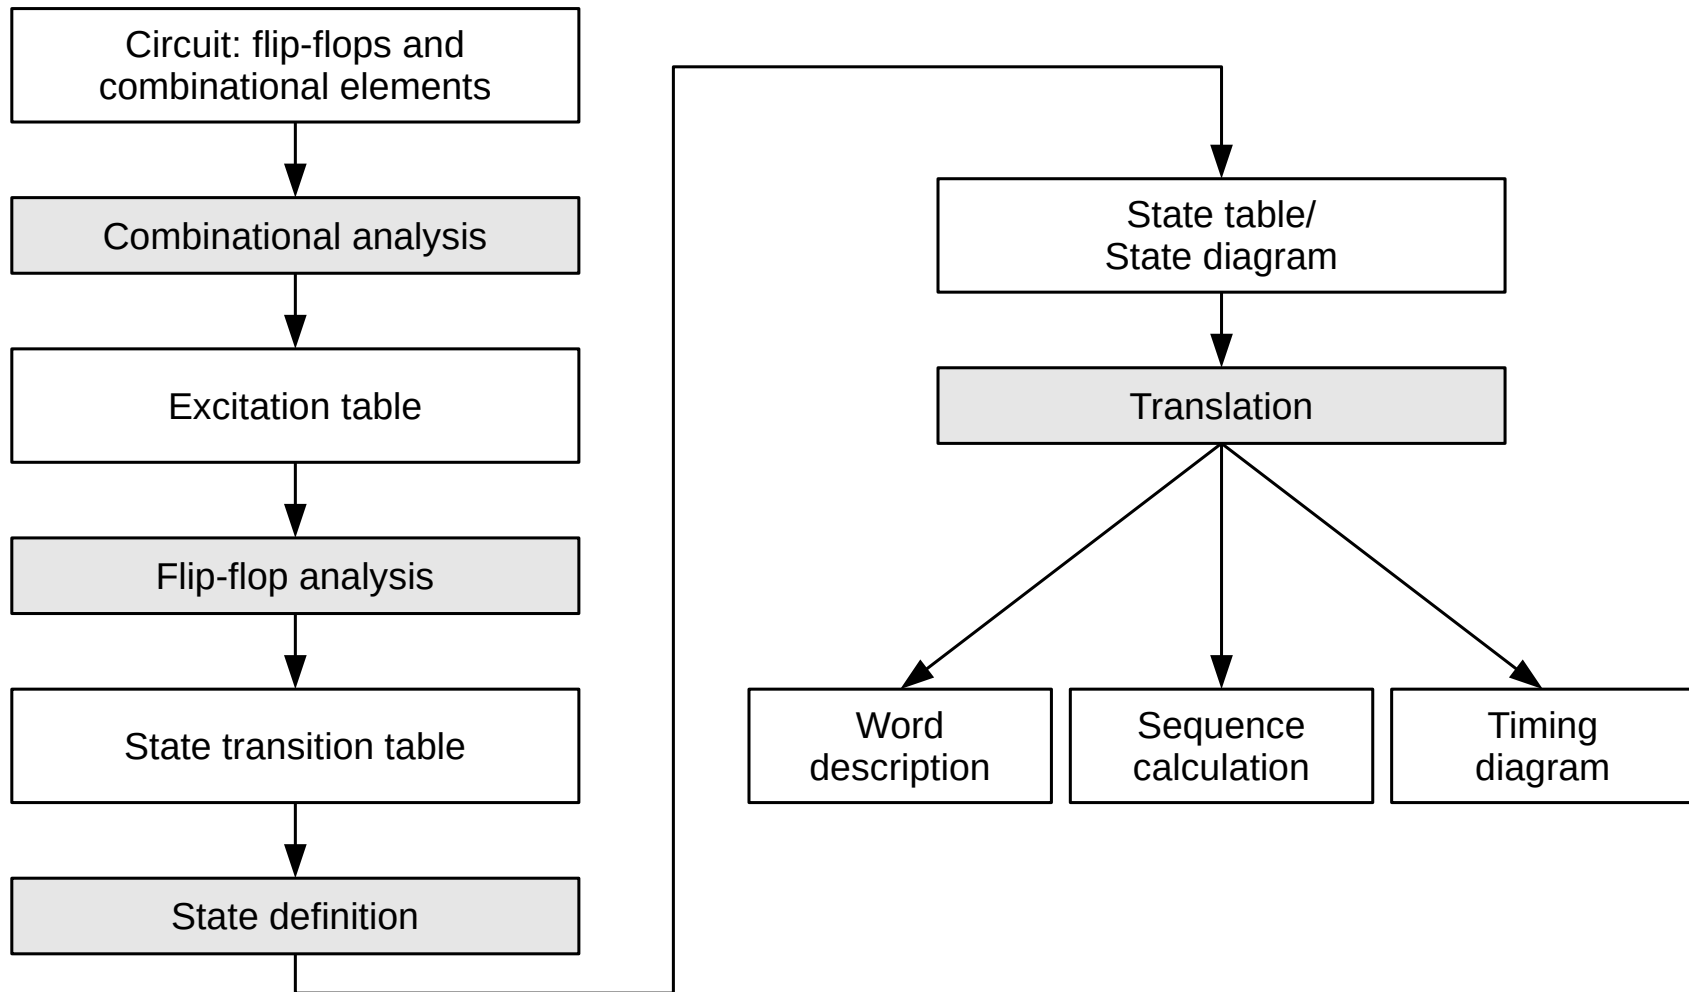 Circuit: flip-flops and
combinational elements
Combinational analysis
Excitation table
Flip-flop analysis
State transition table
State definition
State table/
State diagram
Translation
Word
description
Sequence
calculation
Timing
diagram